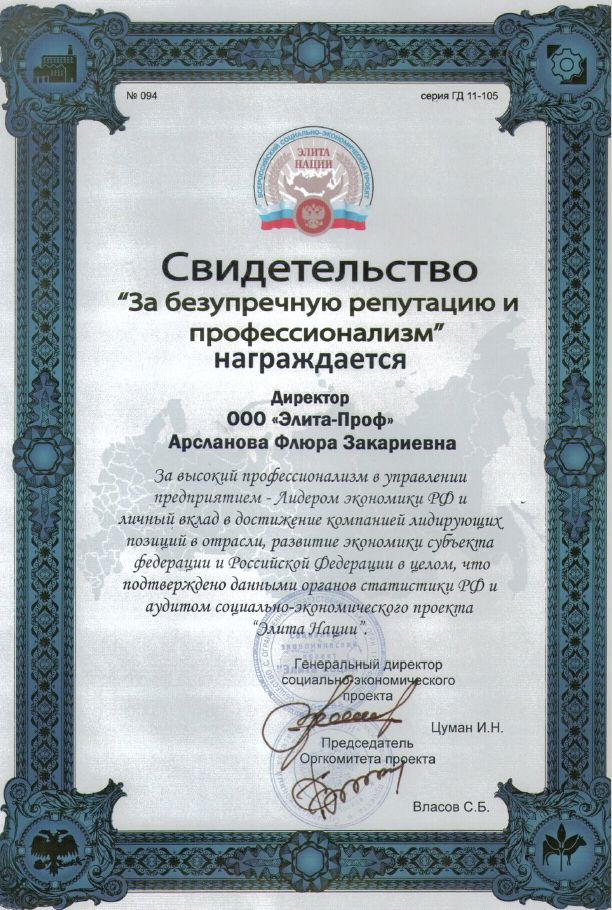 № 094
серия ГД 11-105
ВСЕРОССИЙСКИЙ СОЦИАЛЬНО-ЭКОНОМИЧЕСКИЙ ПРОЕКТ
ЭЛИТА
НАЦИИ
Свидетельство
“За безупречную репутацию и
профессионализм”
награждается
Директор
ООО «Элита-Проф»
Арсланова Флюра Закариевна
За высокий профессионализм в управлении
предприятием - Лидером экономики РФ и
личный вклад в достижение компанией лидирующих
позиций в отрасли, развитие экономики субъекта
федерации и Российской Федерации в целом, что
подтверждено данными органов статистики РФ и
аудитом социально-экономического проекта
“Элита Нации”.
Генеральный директор
социально-экономического
проекта
Цуман И.Н.
Председатель
Оргкомитета проекта
Власов С.Б.